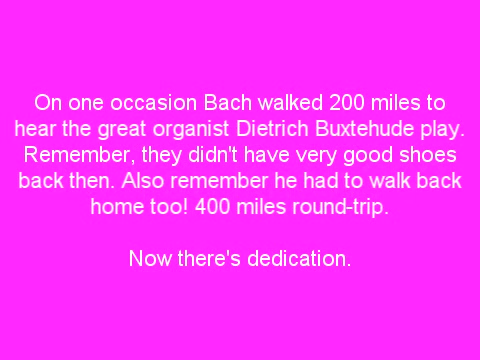 On one occasion Bach walked 200 miles to
hear the great organist Dietrich Buxtehude play.
Remember, they didn't have very good shoes
back then. Also remember he had to walk back
home too! 400 miles round-trip.
Now there's dedication.